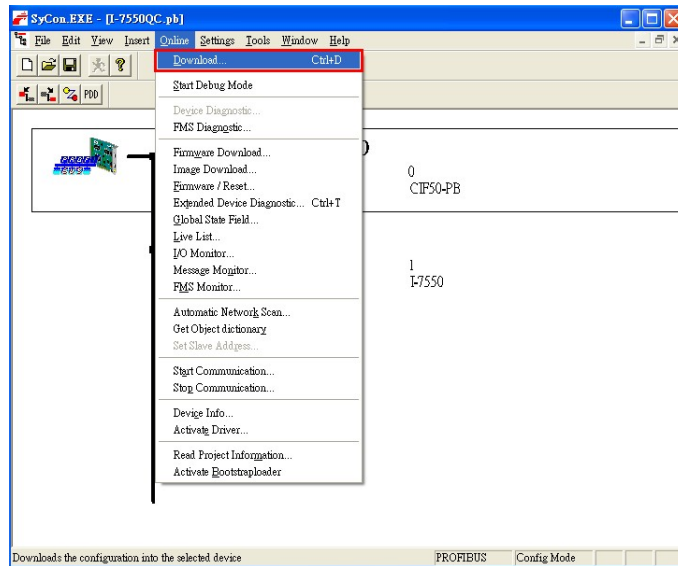 SyCon.EXE - [I-7550QC.pb]
File Edit View Insert Online Settings Tools Window Help
Download... Ctrl+D
PDD
Start Debug Mode
Device Diagnostic...
FMS Diagnostic...
)
Firmware Download...
Image Download...
0
Firmware / Reset...
CIF50-PB
Extended Device Diagnostic... Ctrl+T
Global State Field...
Live List...
I/O Monitor...
1
Message Monitor...
I-7550
FMS Monitor...
Automatic Network Scan...
Get Object dictionary
Set Slave Address...
Start Communication...
Stop Communication...
Device Info...
Activate Driver...
Read Project Information...
Activate Bootstraploader
Downloads the configuration into the selected device PROFIBUS Config Mode